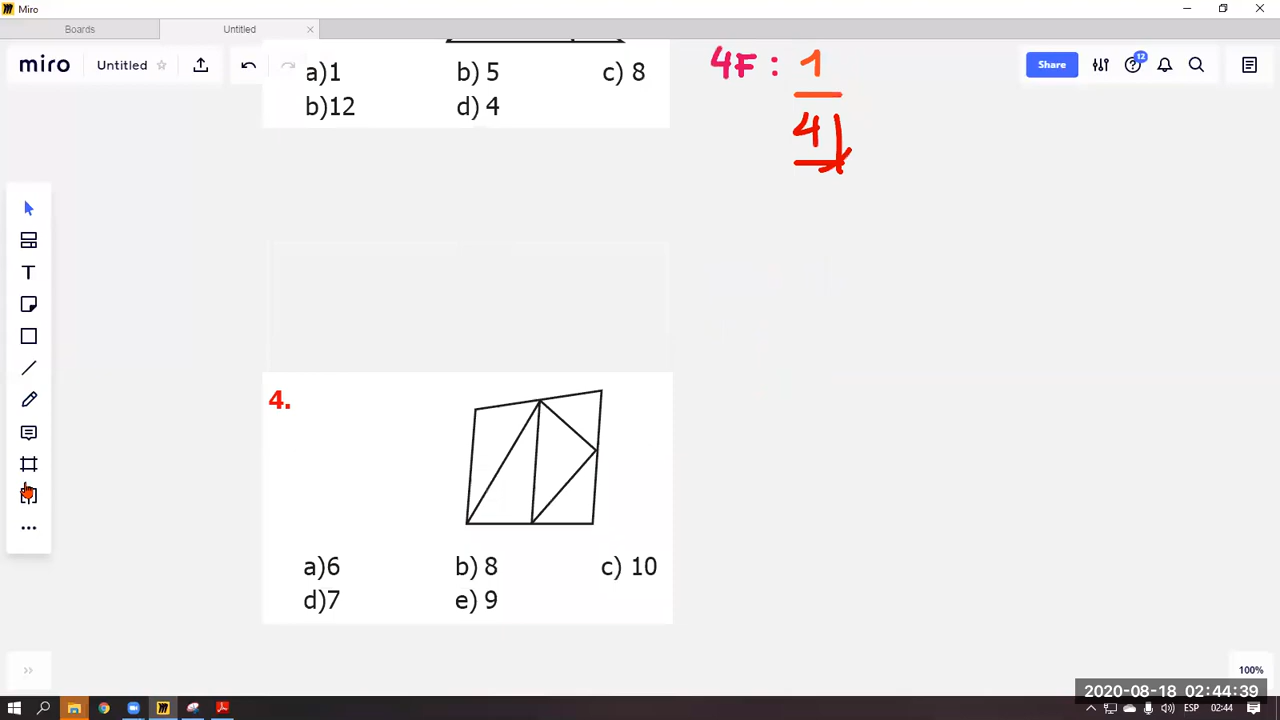 Miro
Boards
Untitled
miro
Untitled
Share
12
a)1 b) 5 c) 8
b)12 d) 4
4F : 1
4
T
4.
a)6 b) 8 c) 10
d)7 e) 9
100%
2020-08-18 02:44:39
ESP
02:44